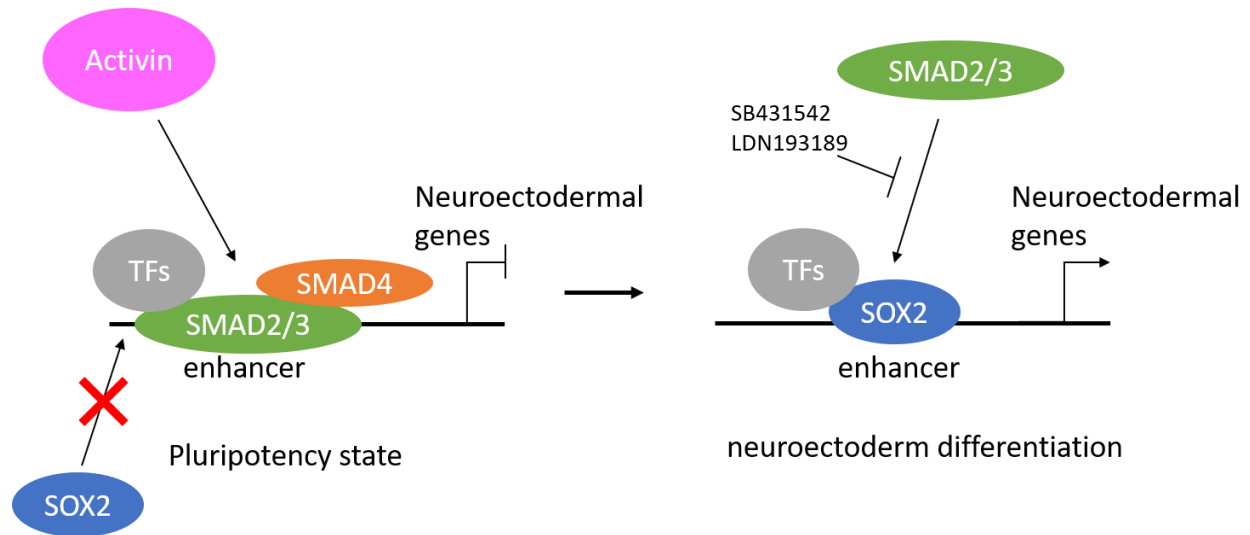 Activin
TFs
SMAD4
SMAD2/3
enhancer
Neuroectodermal
genes
SOX2
Pluripotency state
SMAD2/3
SB431542
LDN193189
Neuroectodermal
genes
TFs
SOX2
enhancer
neuroectoderm differentiation